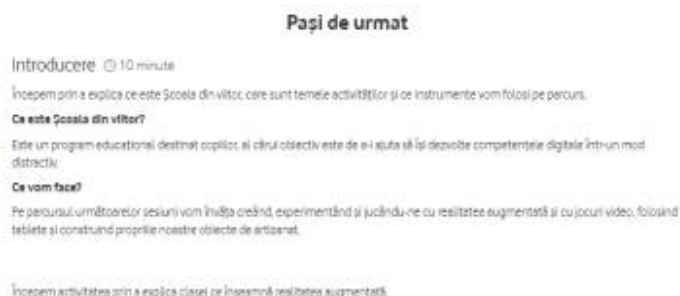 Pași de urmat
Introducere 10 minute
Începem prin a explica ce este Școala din viitor, care sunt temele activităților și ce instrumente vom folosi pe parcurs.
Ce este Școala din viitor?
Este un program educațional destinat copiilor, al cărui obiectiv este de a-i ajuta să își dezvolte competențele digitale într-un mod
distractiv.
Ce vom face?
Pe parcursul următoarelor sesiuni vom învăța creând, experimentând și jucându-ne cu realitatea augmentată și cu jocuri video, folosind
tablete și construind propriile noastre obiecte de artizanat.
Începem activitatea prin a explica clasei ce înseamnă realitatea augmentată.